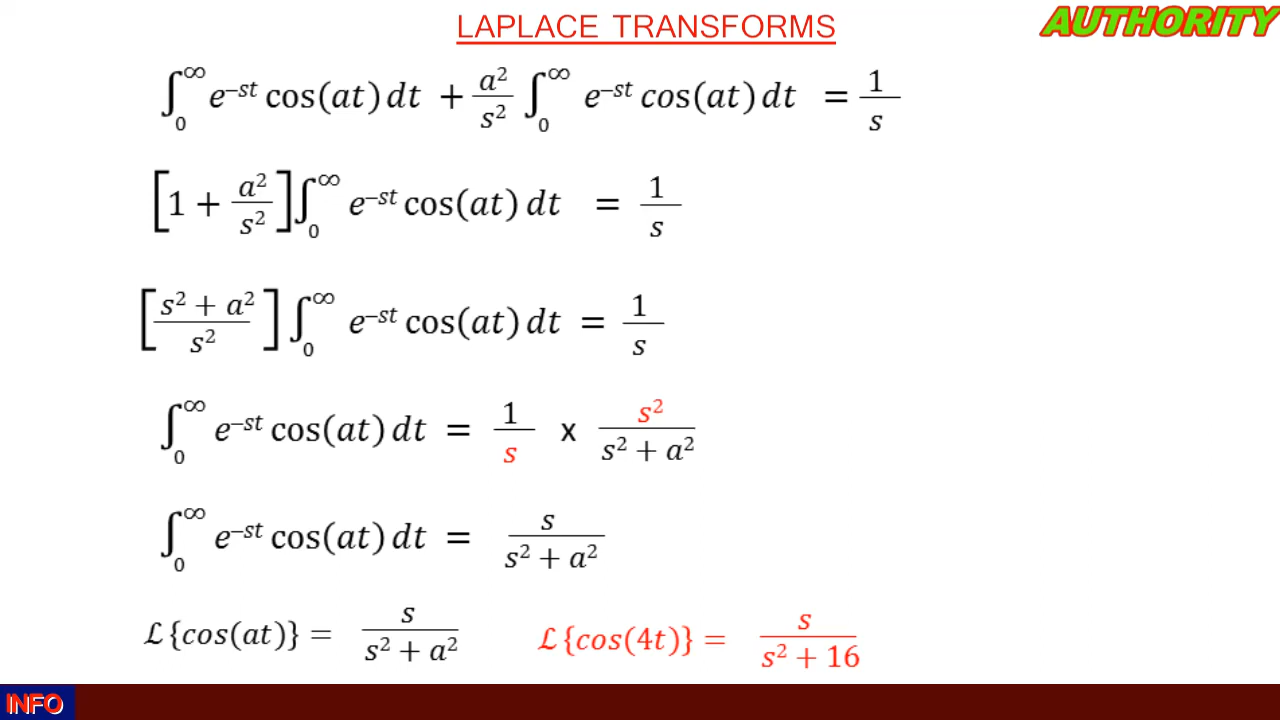 LAPLACE TRANSFORMS
AUTHORITY
∫₀^∞ e^–st cos(at) dt + a²/s² ∫₀^∞ e^–st cos(at) dt = 1/s
[1 + a²/s²] ∫₀^∞ e^–st cos(at) dt = 1/s
[(s² + a²)/s²] ∫₀^∞ e^–st cos(at) dt = 1/s
∫₀^∞ e^–st cos(at) dt = 1/s x s²/(s² + a²)
∫₀^∞ e^–st cos(at) dt = s/(s² + a²)
ℒ{cos(at)} = s/(s² + a²) ℒ{cos(4t)} = s/(s² + 16)
INFO